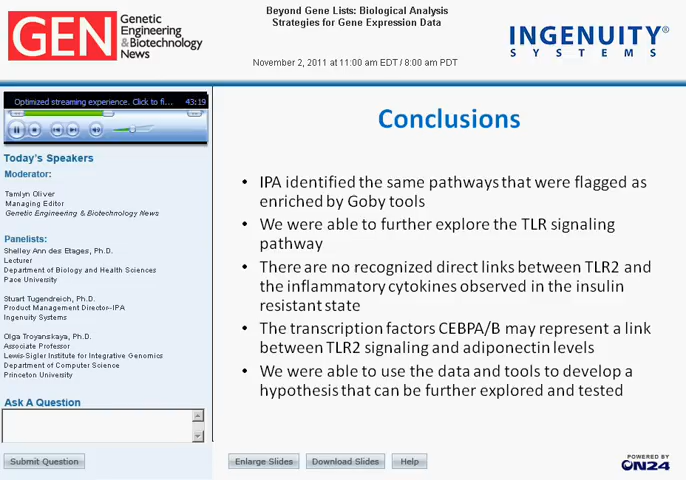 GEN
Genetic
Engineering
& Biotechnology
News
Beyond Gene Lists: Biological Analysis
Strategies for Gene Expression Data
November 2, 2011 at 11:00 am EDT / 8:00 am PDT
INGENUITY®
SYSTEMS
Optimized streaming experience. Click to fi... 43:19
Today's Speakers
Moderator:
Tamlyn Oliver
Managing Editor
Genetic Engineering & Biotechnology News
Panelists:
Shelley Ann des Etages, Ph.D.
Lecturer
Department of Biology and Health Sciences
Pace University
Stuart Tugendreich, Ph.D.
Product Management Director-IPA
Ingenuity Systems
Olga Troyanskaya, Ph.D.
Associate Professor
Lewis-Sigler Institute for Integrative Genomics
Department of Computer Science
Princeton University
Ask A Question
Submit Question
Conclusions
• IPA identified the same pathways that were flagged as
enriched by Goby tools
• We were able to further explore the TLR signaling
pathway
• There are no recognized direct links between TLR2 and
the inflammatory cytokines observed in the insulin
resistant state
• The transcription factors CEBPA/B may represent a link
between TLR2 signaling and adiponectin levels
• We were able to use the data and tools to develop a
hypothesis that can be further explored and tested
Enlarge Slides
Download Slides
Help
POWERED BY
ON24